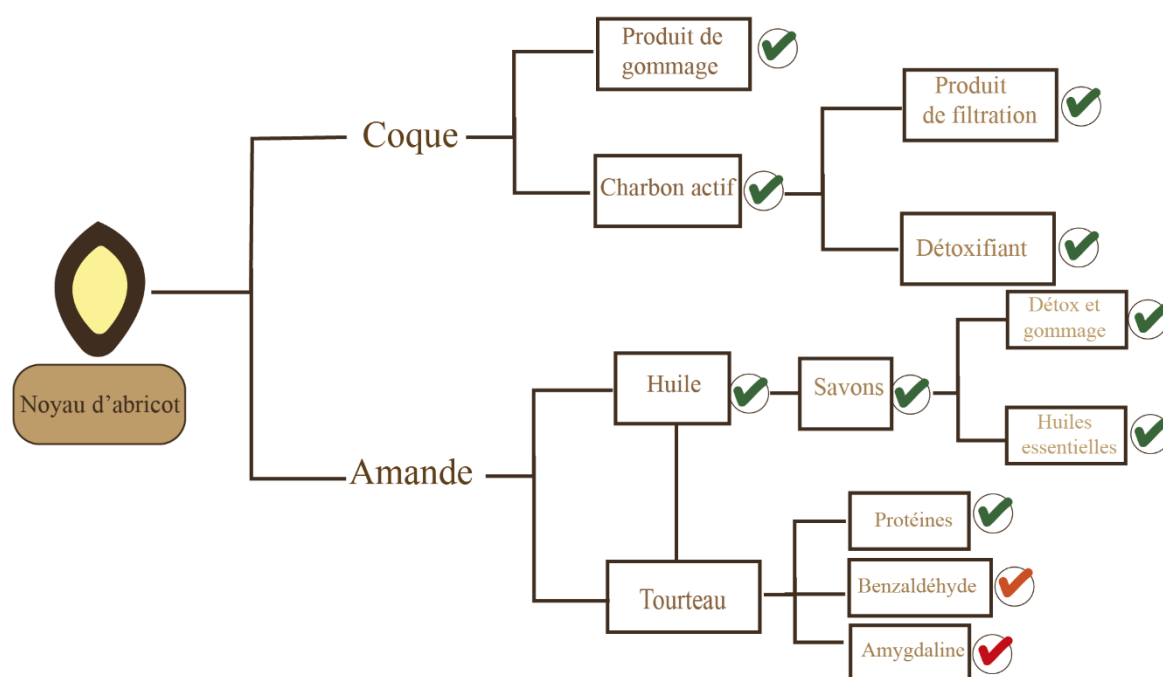 Produit de
gommage
Produit
de filtration
Coque
Charbon actif
Détoxifiant
Noyau d’abricot
Détox et
gommage
Huile
Savons
Huiles
essentielles
Amande
Protéines
Tourteau
Benzaldéhyde
Amygdaline